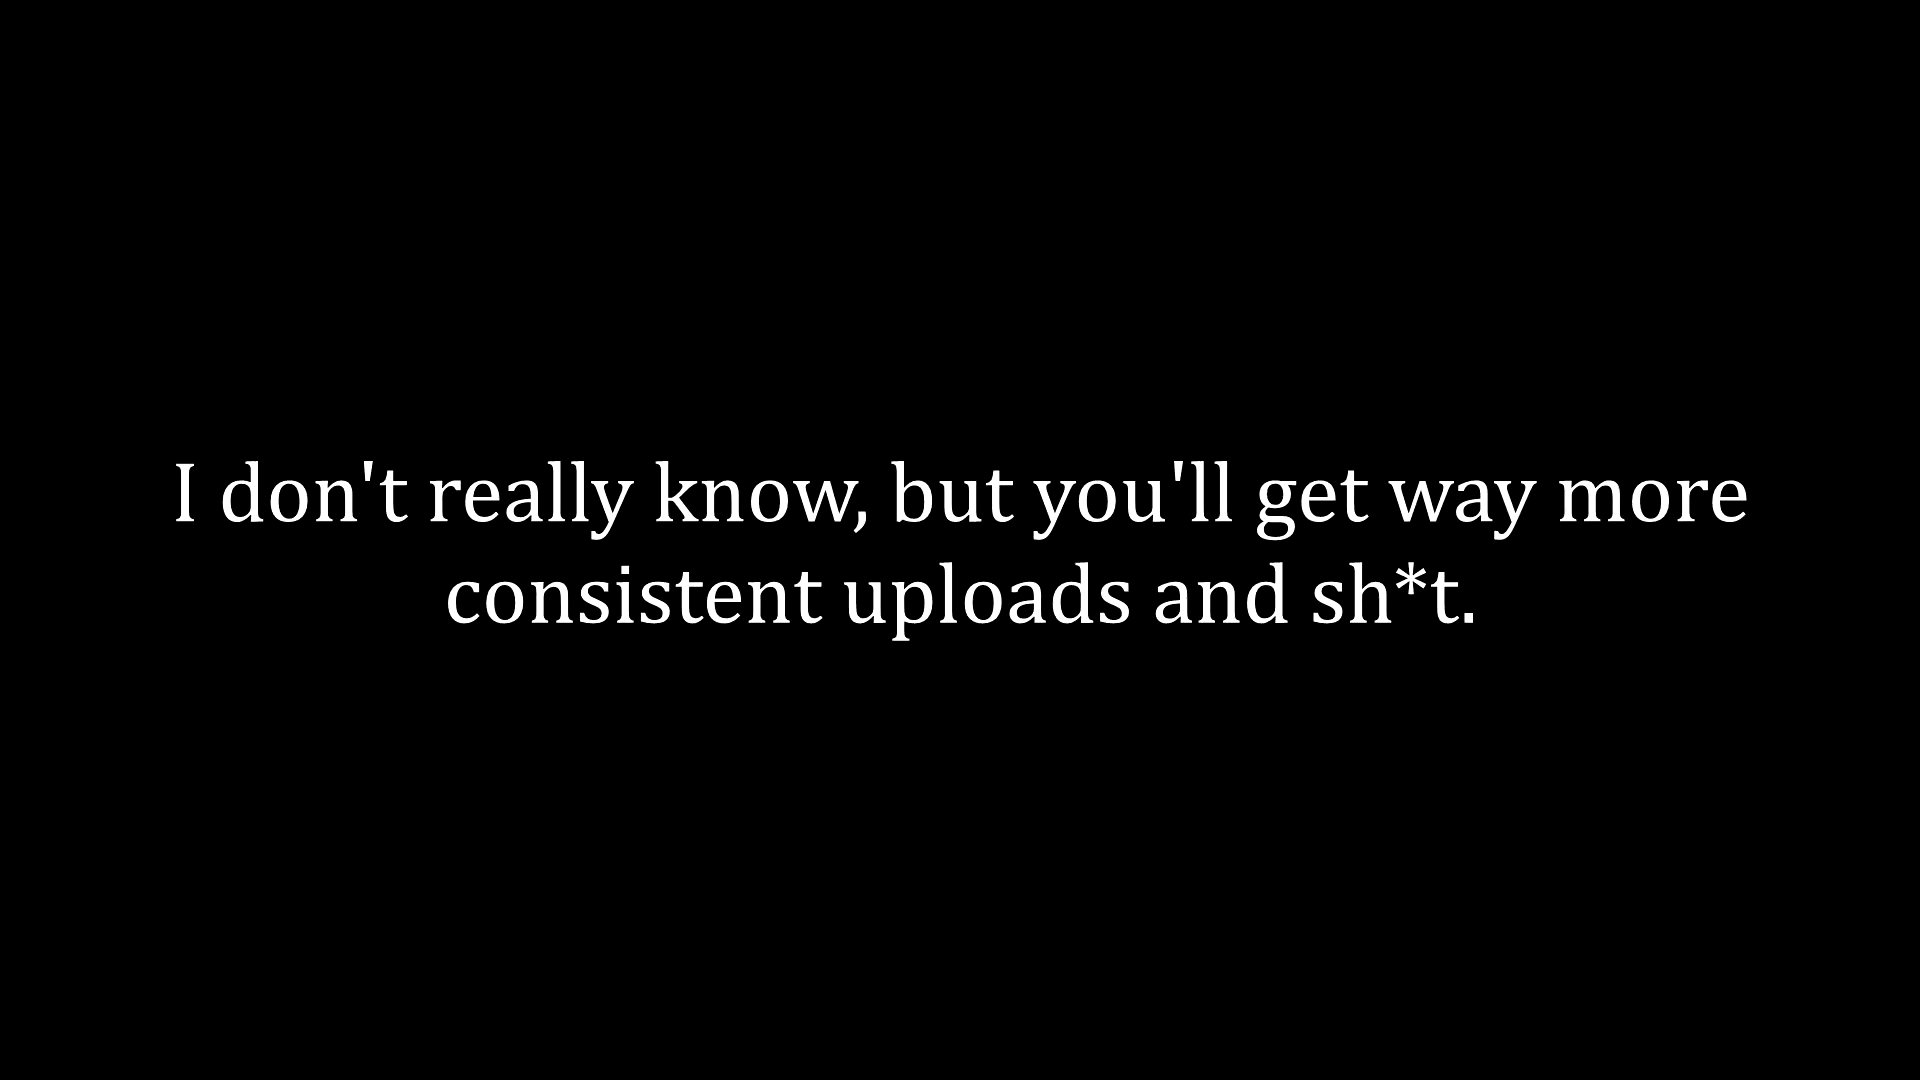 I don't really know, but you'll get way more
consistent uploads and sh*t.